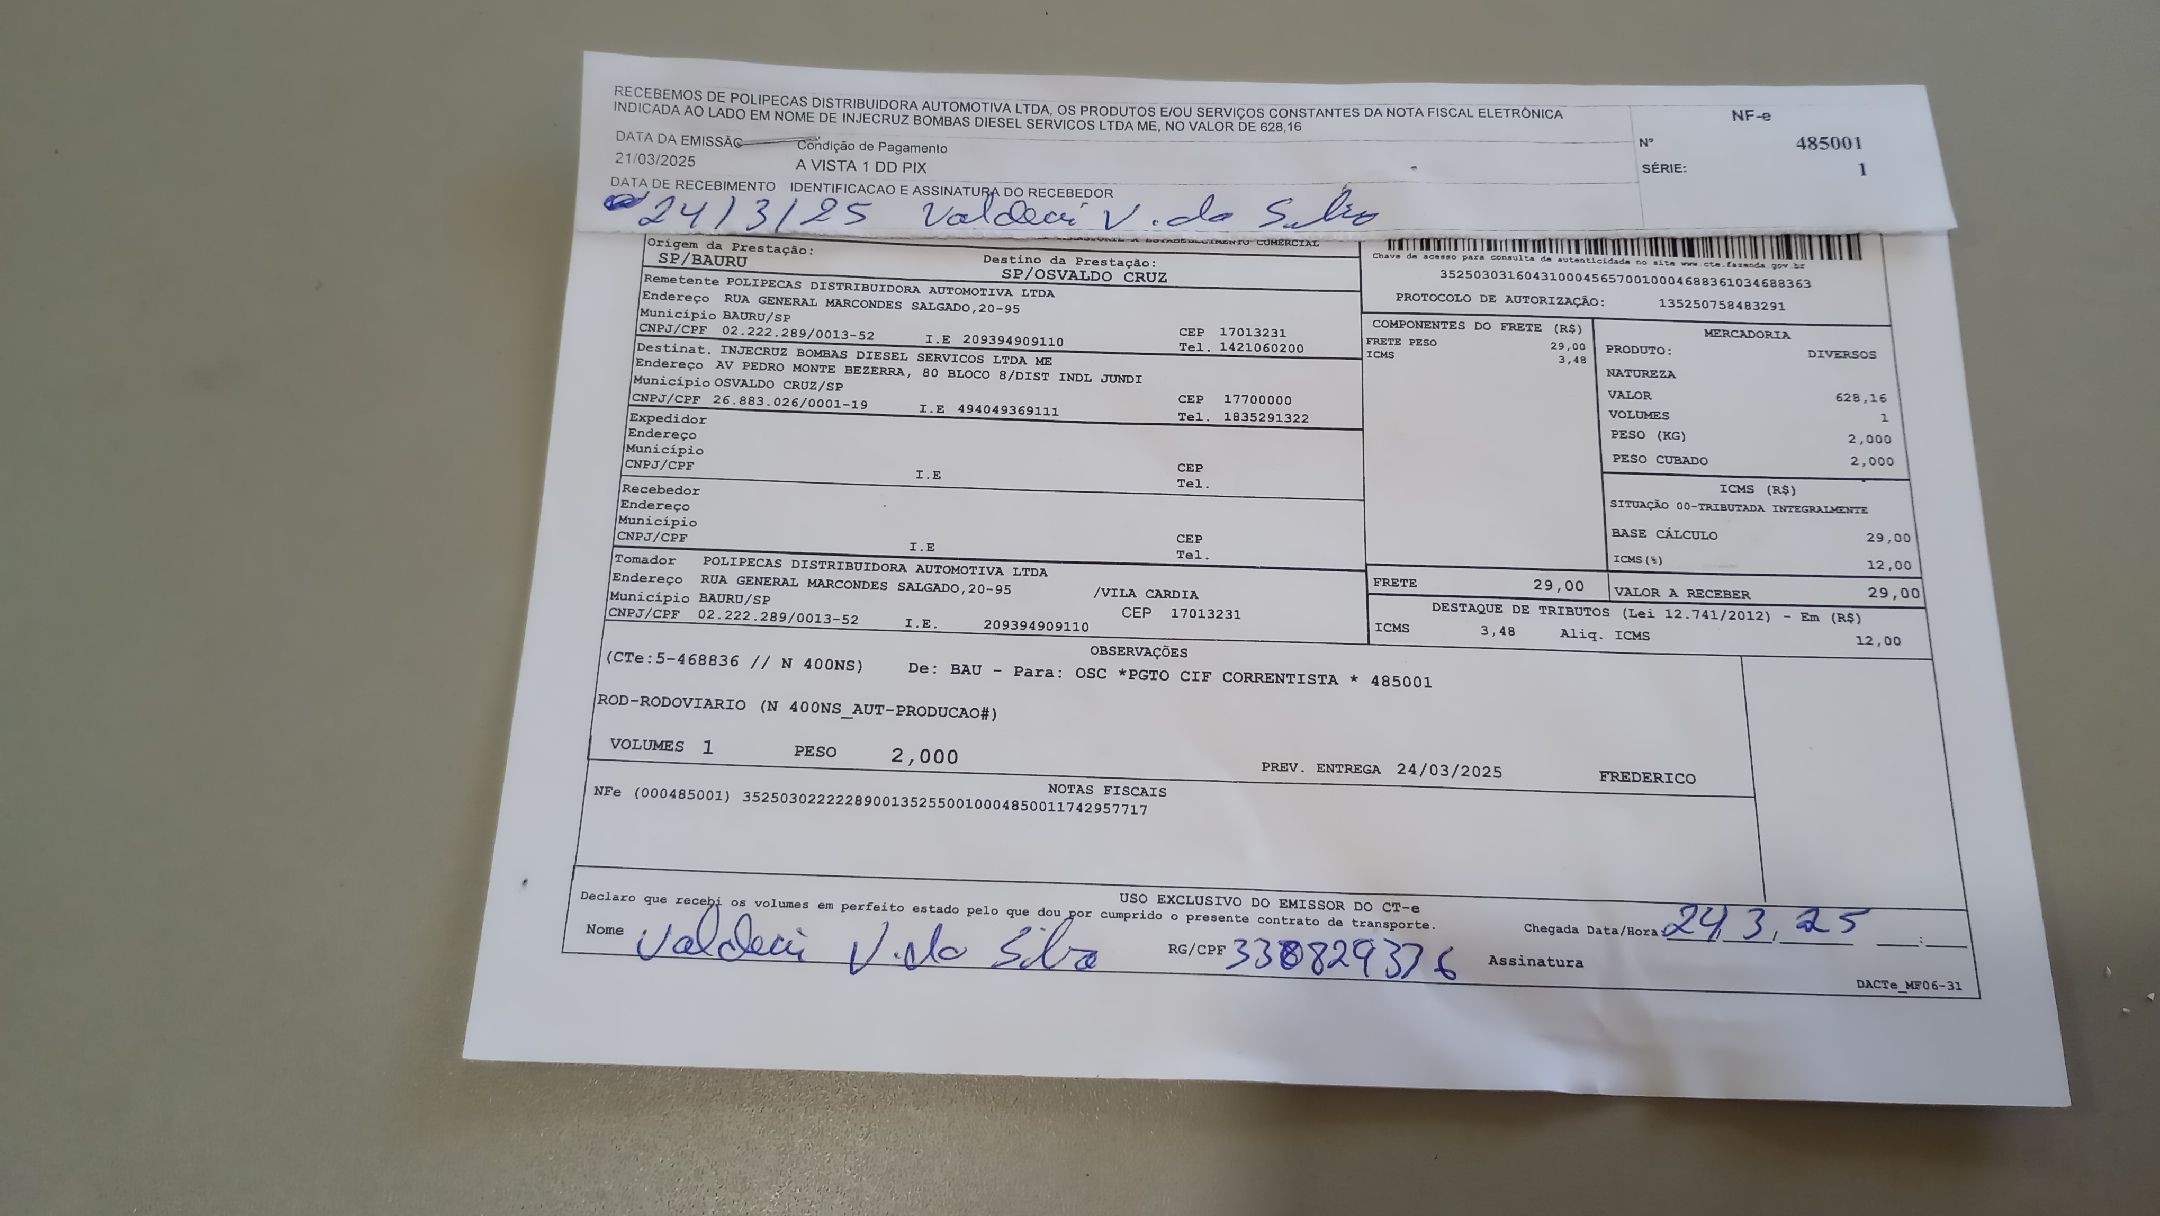 RECEBEMOS DE POLIPECAS DISTRIBUIDORA AUTOMOTIVA LTDA, OS PRODUTOS E/OU SERVIÇOS CONSTANTES DA NOTA FISCAL ELETRÔNICA
INDICADA AO LADO EM NOME DE INJECRUZ BOMBAS DIESEL SERVICOS LTDA ME, NO VALOR DE 628,16
NF-e
Nº 485001
SÉRIE: 1
DATA DA EMISSÃO Condição de Pagamento
21/03/2025 A VISTA 1 DD PIX
DATA DE RECEBIMENTO IDENTIFICACAO E ASSINATURA DO RECEBEDOR
24/3/25 Valdeci V. da Silva
Origem da Prestação: Destino da Prestação:
SP/BAURU SP/OSVALDO CRUZ
Remetente POLIPECAS DISTRIBUIDORA AUTOMOTIVA LTDA
Endereço RUA GENERAL MARCONDES SALGADO,20-95
Município BAURU/SP CEP 17013231
CNPJ/CPF 02.222.289/0013-52 I.E 209394909110 Tel. 1421060200
Destinat. INJECRUZ BOMBAS DIESEL SERVICOS LTDA ME
Endereço AV PEDRO MONTE BEZERRA, 80 BLOCO 8/DIST INDL JUNDI
Município OSVALDO CRUZ/SP CEP 17700000
CNPJ/CPF 26.883.026/0001-19 I.E 494049369111 Tel. 1835291322
Expedidor
Endereço
Município CEP
CNPJ/CPF I.E Tel.
Recebedor
Endereço
Município CEP
CNPJ/CPF I.E Tel.
Tomador POLIPECAS DISTRIBUIDORA AUTOMOTIVA LTDA
Endereço RUA GENERAL MARCONDES SALGADO,20-95 /VILA CARDIA
Município BAURU/SP CEP 17013231
CNPJ/CPF 02.222.289/0013-52 I.E. 209394909110
Chave de acesso para consulta de autenticidade no site www.cte.fazenda.gov.br
35250303160431000456570010004688361034688363
PROTOCOLO DE AUTORIZAÇÃO: 135250758483291
COMPONENTES DO FRETE (R$)
FRETE PESO 29,00
ICMS 3,48
MERCADORIA
PRODUTO: DIVERSOS
NATUREZA
VALOR 628,16
VOLUMES 1
PESO (KG) 2,000
PESO CUBADO 2,000
ICMS (R$)
SITUAÇÃO 00-TRIBUTADA INTEGRALMENTE
BASE CÁLCULO 29,00
ICMS(%) 12,00
FRETE 29,00 VALOR A RECEBER 29,00
DESTAQUE DE TRIBUTOS (Lei 12.741/2012) - Em (R$)
ICMS 3,48 Aliq. ICMS 12,00
OBSERVAÇÕES
(CTe:5-468836 // N 400NS) De: BAU - Para: OSC *PGTO CIF CORRENTISTA * 485001
ROD-RODOVIARIO (N 400NS_AUT-PRODUCAO#)
VOLUMES 1 PESO 2,000 PREV. ENTREGA 24/03/2025 FREDERICO
NOTAS FISCAIS
NFe (000485001) 35250302222289001352550010004850011742957717
USO EXCLUSIVO DO EMISSOR DO CT-e
Declaro que recebi os volumes em perfeito estado pelo que dou por cumprido o presente contrato de transporte.
Chegada Data/Hora: 24, 3, 25 :
Nome Valdeci V. da Silva RG/CPF 330829376 Assinatura
DACTe_MF06-31